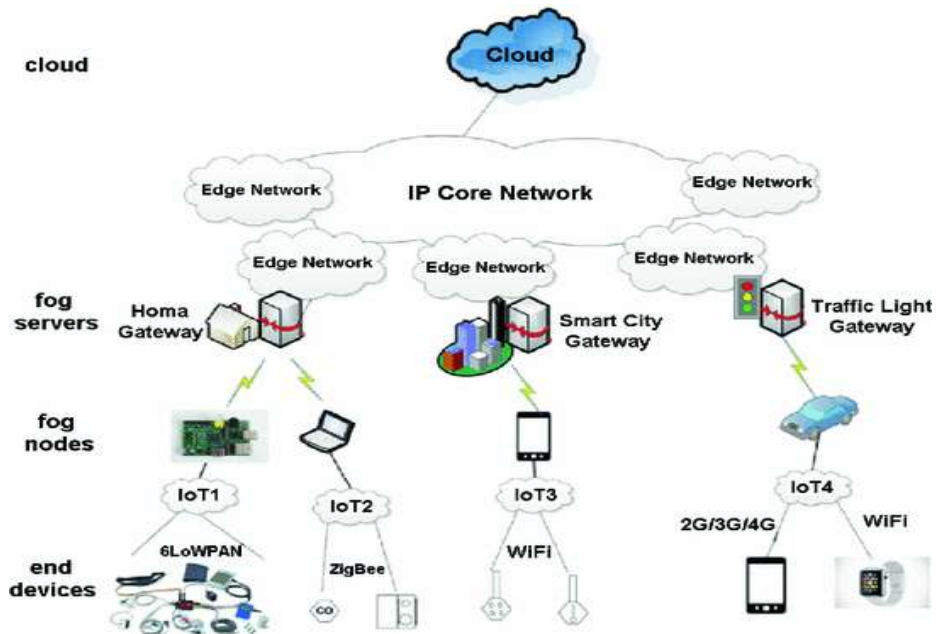 cloud
Cloud
Edge Network
IP Core Network
Edge Network
Edge Network
Edge Network
Edge Network
fog
servers
Homa
Gateway
Smart City
Gateway
Traffic Light
Gateway
fog
nodes
IoT1
IoT2
IoT3
IoT4
end
devices
6LoWPAN
ZigBee
WiFi
2G/3G/4G
WiFi
CO